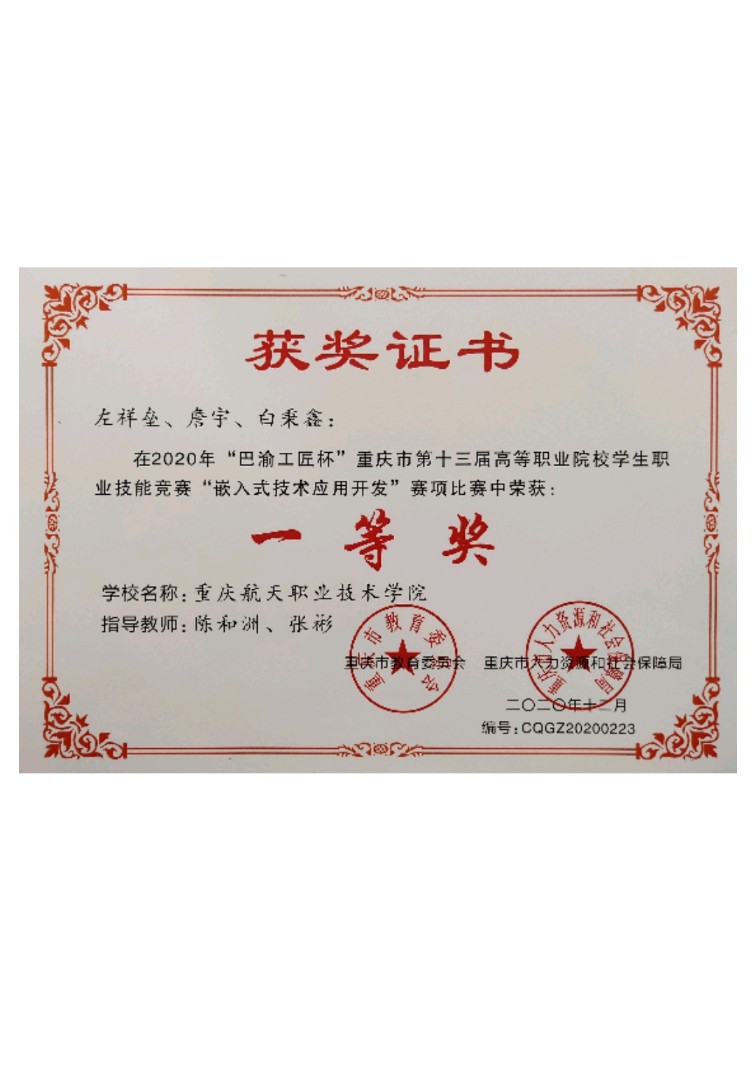 获奖证书
左祥垒、詹宇、白秉鑫：
在2020年“巴渝工匠杯”重庆市第十三届高等职业院校学生职
业技能竞赛“嵌入式技术应用开发”赛项比赛中荣获：
一等奖
学校名称：重庆航天职业技术学院
指导教师：陈和洲、张彬
重庆市教育委员会
重庆市教育委员会 重庆市人力资源和社会保障局
重庆市人力资源和社会保障局
二〇二〇年十二月
编号：CQGZ20200223